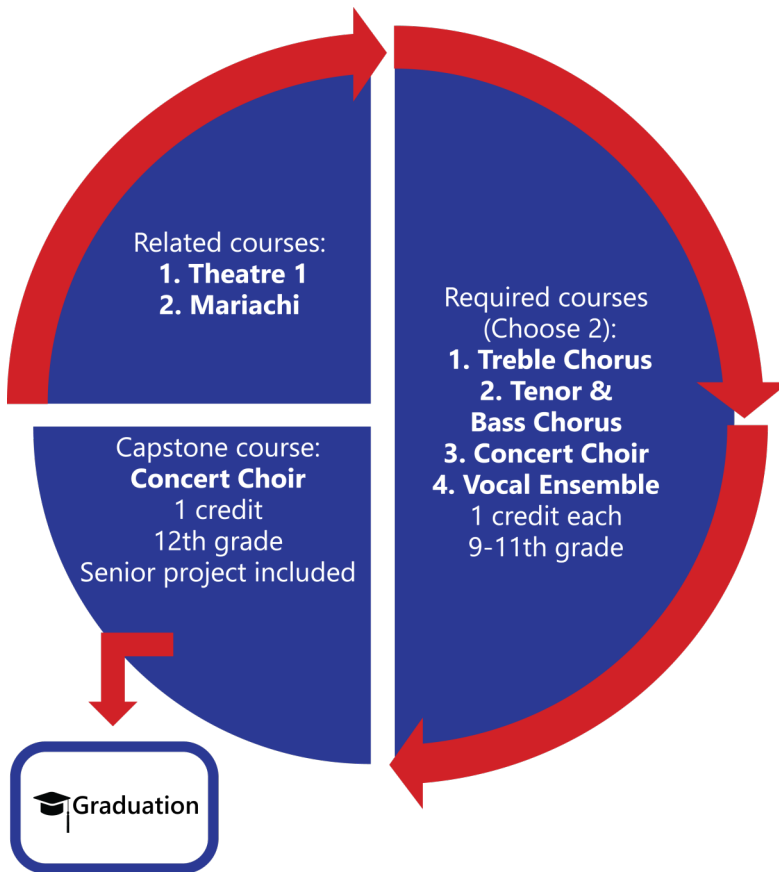 Related courses:
1. Theatre 1
2. Mariachi
Required courses
(Choose 2):
1. Treble Chorus
2. Tenor &
Bass Chorus
3. Concert Choir
4. Vocal Ensemble
1 credit each
9-11th grade
Capstone course:
Concert Choir
1 credit
12th grade
Senior project included
Graduation